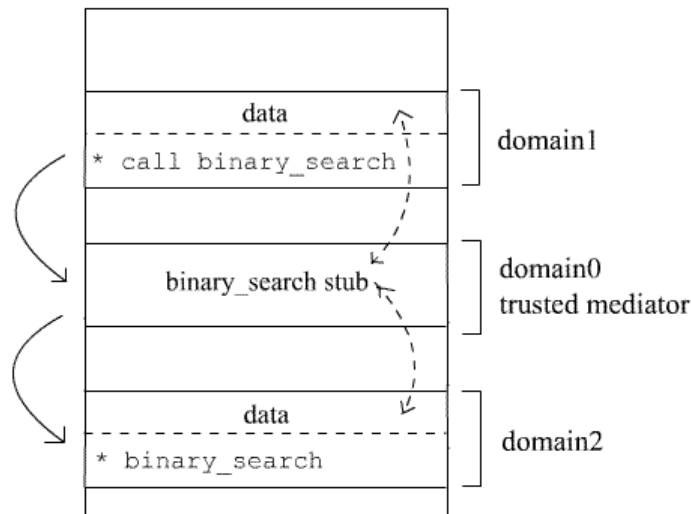 data
* call binary_search
domain1
binary_search stub
domain0
trusted mediator
data
* binary_search
domain2